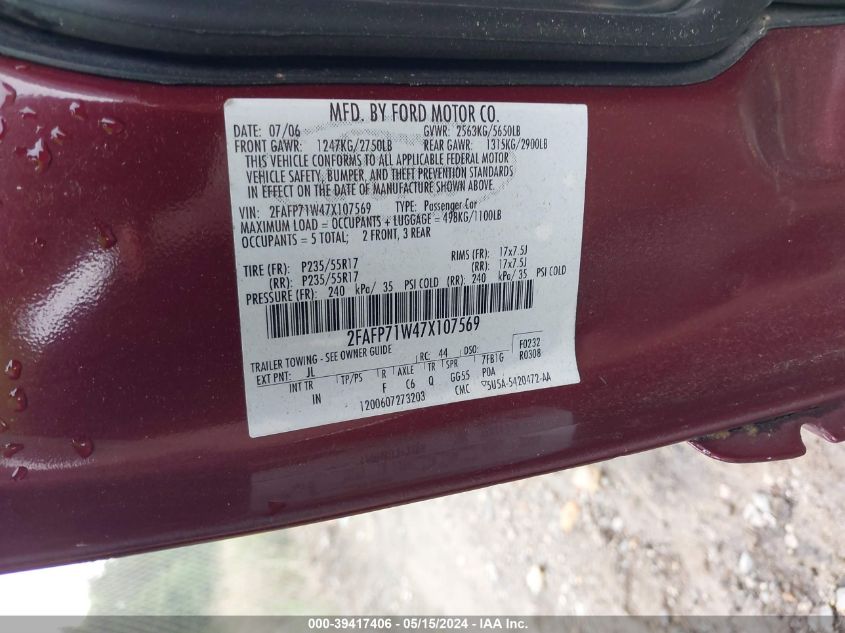 MFD. BY FORD MOTOR CO.
DATE: 07/06 GVWR: 2563KG/5650LB
FRONT GAWR: 1247KG/2750LB REAR GAWR: 1315KG/2900LB
THIS VEHICLE CONFORMS TO ALL APPLICABLE FEDERAL MOTOR
VEHICLE SAFETY, BUMPER, AND THEFT PREVENTION STANDARDS
IN EFFECT ON THE DATE OF MANUFACTURE SHOWN ABOVE.
VIN: 2FAFP71W47X107569 TYPE: Passenger Car
MAXIMUM LOAD = OCCUPANTS + LUGGAGE = 498KG/1100LB
OCCUPANTS = 5 TOTAL; 2 FRONT, 3 REAR
TIRE (FR): P235/55R17 RIMS (FR): 17x7.5J
(RR): P235/55R17 (RR): 17x7.5J
PRESSURE (FR): 240 kPa/ 35 PSI COLD (RR): 240 kPa/35 PSI COLD
2FAFP71W47X107569
TRAILER TOWING - SEE OWNER GUIDE RC: 44 DSO: F0232
EXT PNT: JL R0308
INT TR TP/PS R AXLE TR SPR 7FB G
IN F C6 Q GG55 POA
1200607273203 CMC 5U5A-5420472-AA
000-39417406 - 05/15/2024 - IAA Inc.